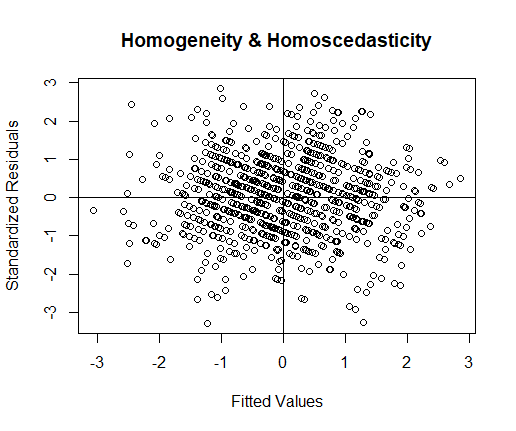 Homogeneity & Homoscedasticity
Standardized Residuals
3
2
1
0
-1
-2
-3
-3 -2 -1 0 1 2 3
Fitted Values